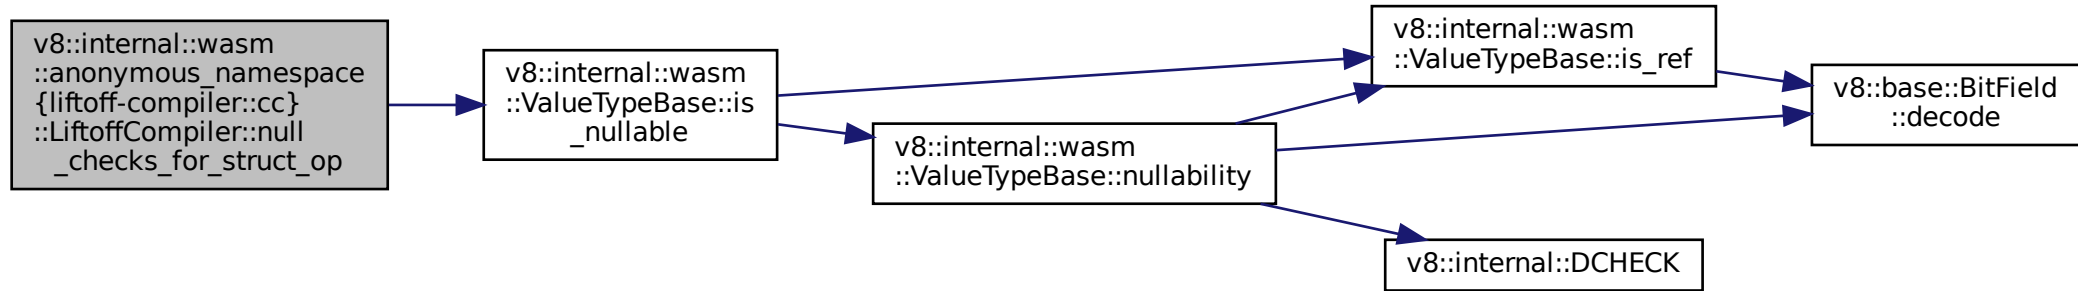 v8::internal::wasm
::anonymous_namespace
{liftoff-compiler::cc}
::LiftoffCompiler::null
_checks_for_struct_op
v8::internal::wasm
::ValueTypeBase::is
_nullable
v8::internal::wasm
::ValueTypeBase::nullability
v8::internal::wasm
::ValueTypeBase::is_ref
v8::internal::DCHECK
v8::base::BitField
::decode